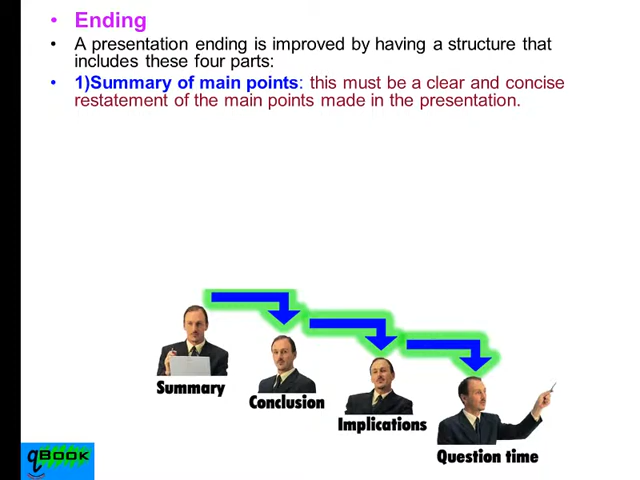 • Ending
• A presentation ending is improved by having a structure that
includes these four parts:
• 1)Summary of main points: this must be a clear and concise
restatement of the main points made in the presentation.
Summary
Conclusion
Implications
Question time
qBOOK